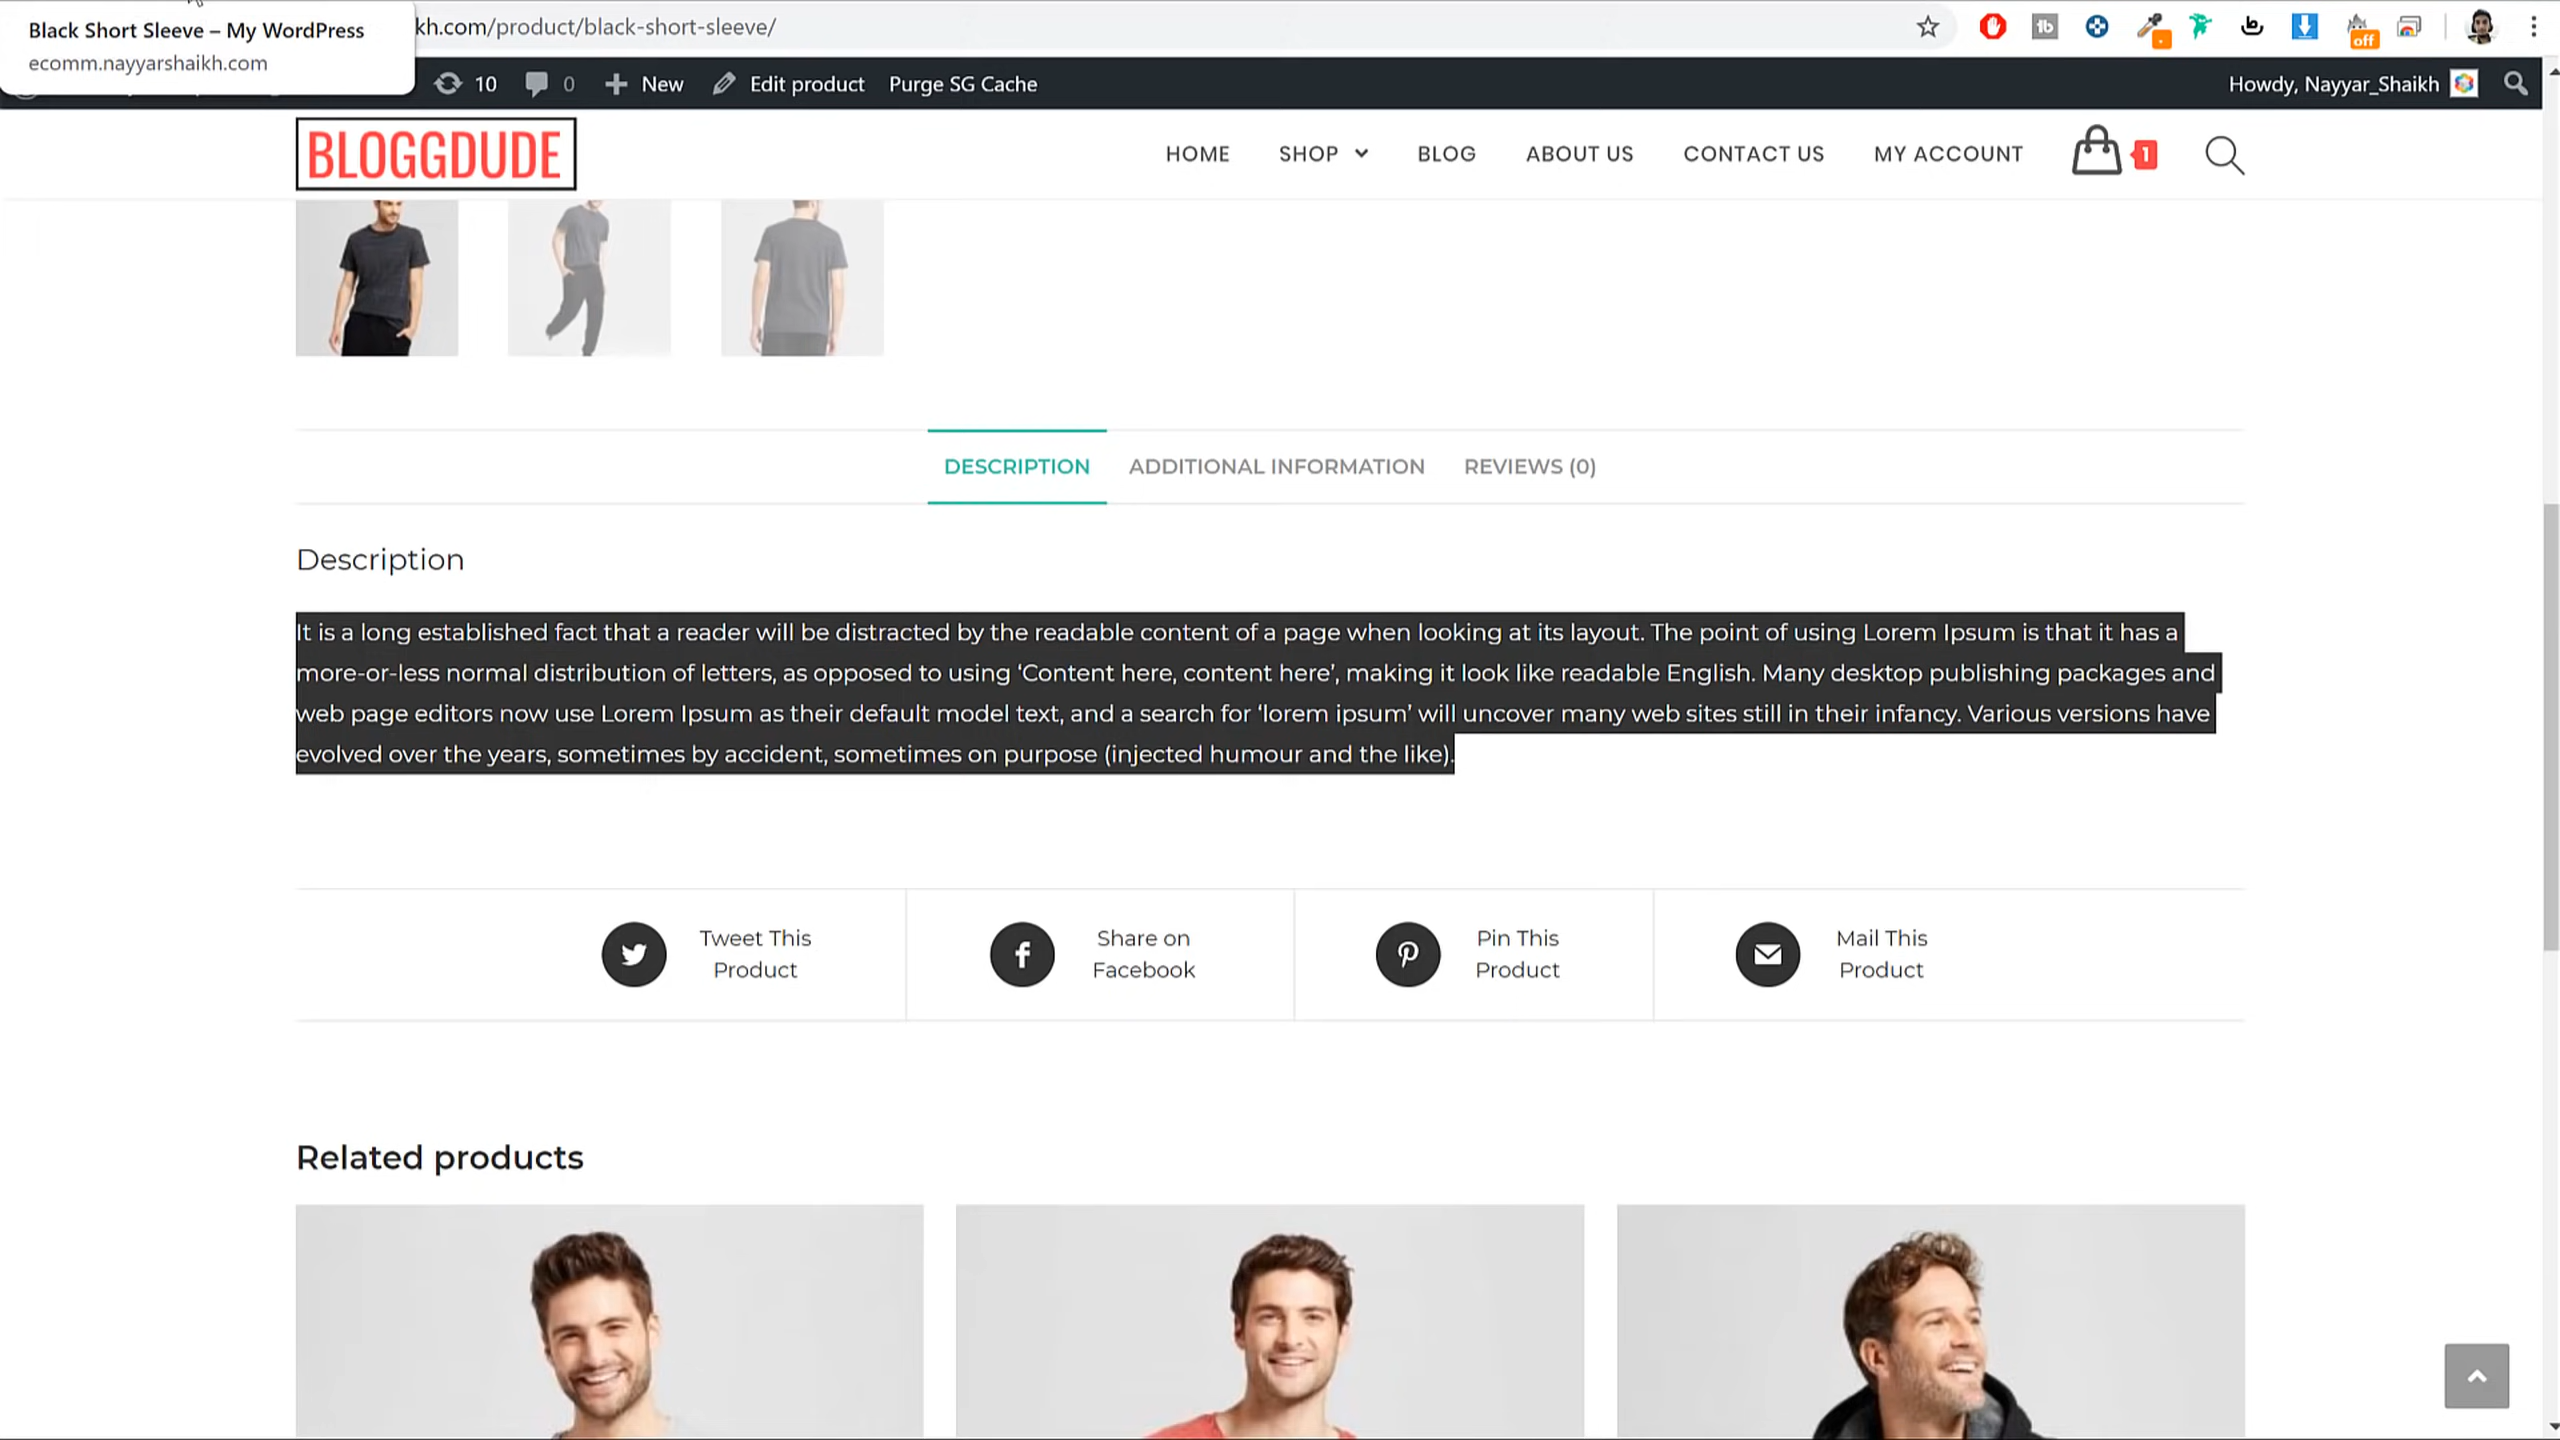 Black Short Sleeve – My WordPress
ecomm.nayyarshaikh.com
kh.com/product/black-short-sleeve/
off
10
0
New
Edit product
Purge SG Cache
Howdy, Nayyar_Shaikh
BLOGGDUDE
HOME
SHOP
BLOG
ABOUT US
CONTACT US
MY ACCOUNT
1
DESCRIPTION
ADDITIONAL INFORMATION
REVIEWS (0)
Description
It is a long established fact that a reader will be distracted by the readable content of a page when looking at its layout. The point of using Lorem Ipsum is that it has a
more-or-less normal distribution of letters, as opposed to using ‘Content here, content here’, making it look like readable English. Many desktop publishing packages and
web page editors now use Lorem Ipsum as their default model text, and a search for ‘lorem ipsum’ will uncover many web sites still in their infancy. Various versions have
evolved over the years, sometimes by accident, sometimes on purpose (injected humour and the like).
Tweet This
Product
Share on
Facebook
Pin This
Product
Mail This
Product
Related products